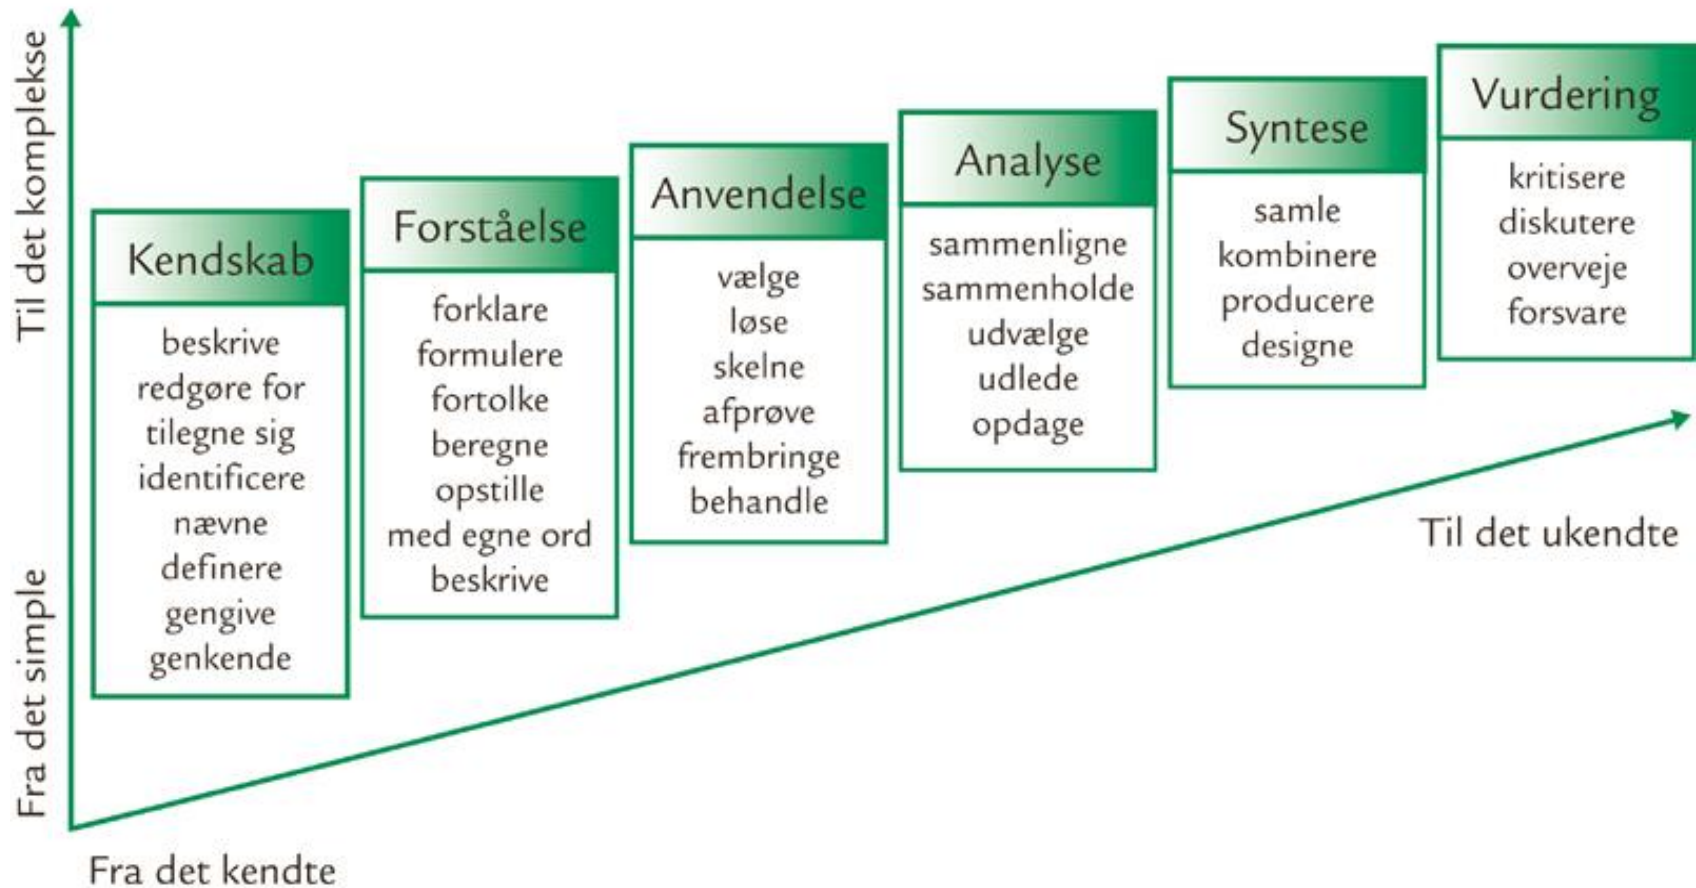 Til det komplekse
Fra det simple
Kendskab
beskrive
redgøre for
tilegne sig
identificere
nævne
definere
gengive
genkende
Forståelse
forklare
formulere
fortolke
beregne
opstille
med egne ord
beskrive
Anvendelse
vælge
løse
skelne
afprøve
frembringe
behandle
Analyse
sammenligne
sammenholde
udvælge
udlede
opdage
Syntese
samle
kombinere
producere
designe
Vurdering
kritisere
diskutere
overveje
forsvare
Til det ukendte
Fra det kendte